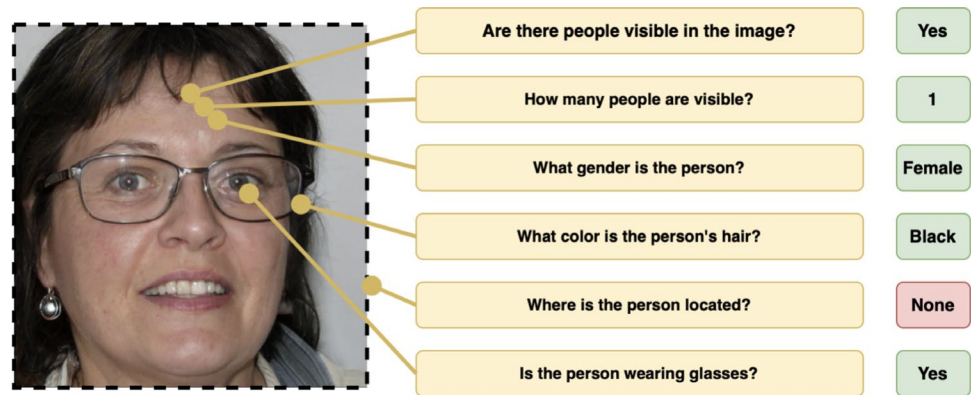 Are there people visible in the image? Yes
How many people are visible? 1
What gender is the person? Female
What color is the person's hair? Black
Where is the person located? None
Is the person wearing glasses? Yes